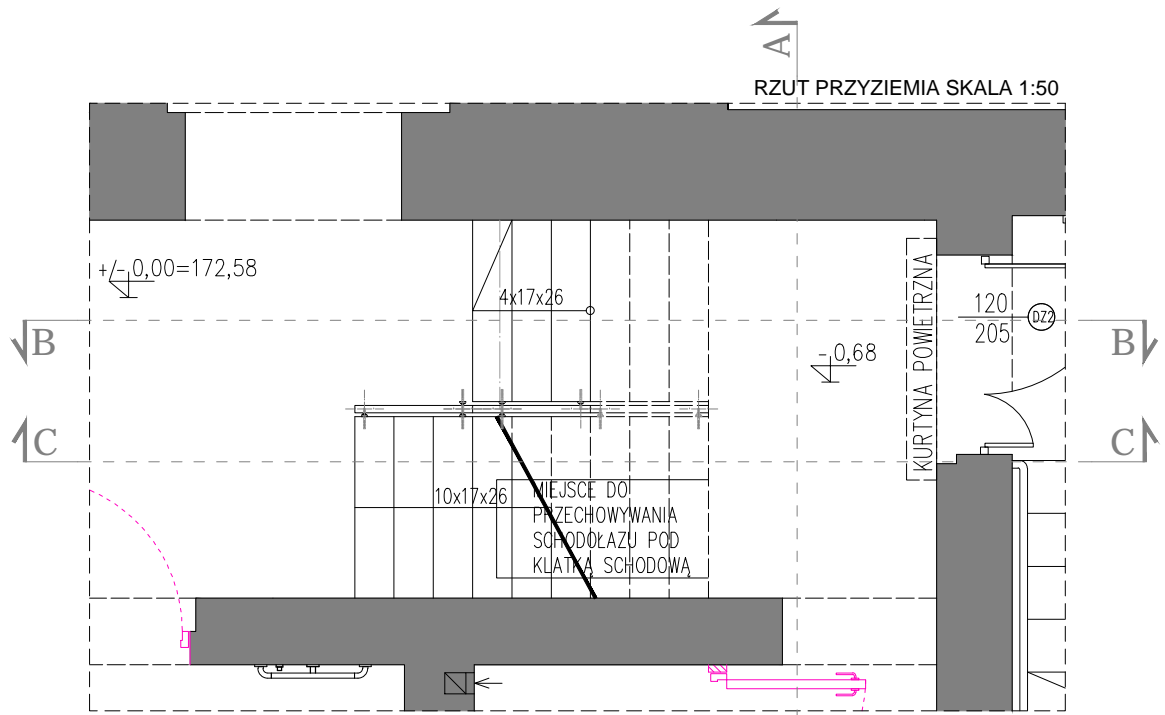 A
RZUT PRZYZIEMIA SKALA 1:50
+/-0,00=172,58
4x17x26
120
205
DZ2
B
B
-0,68
KURTYNA POWIETRZNA
C
C
10x17x26
MIEJSCE DO
PRZECHOWYWANIA
SCHODOŁAZU POD
KLATKĄ SCHODOWĄ